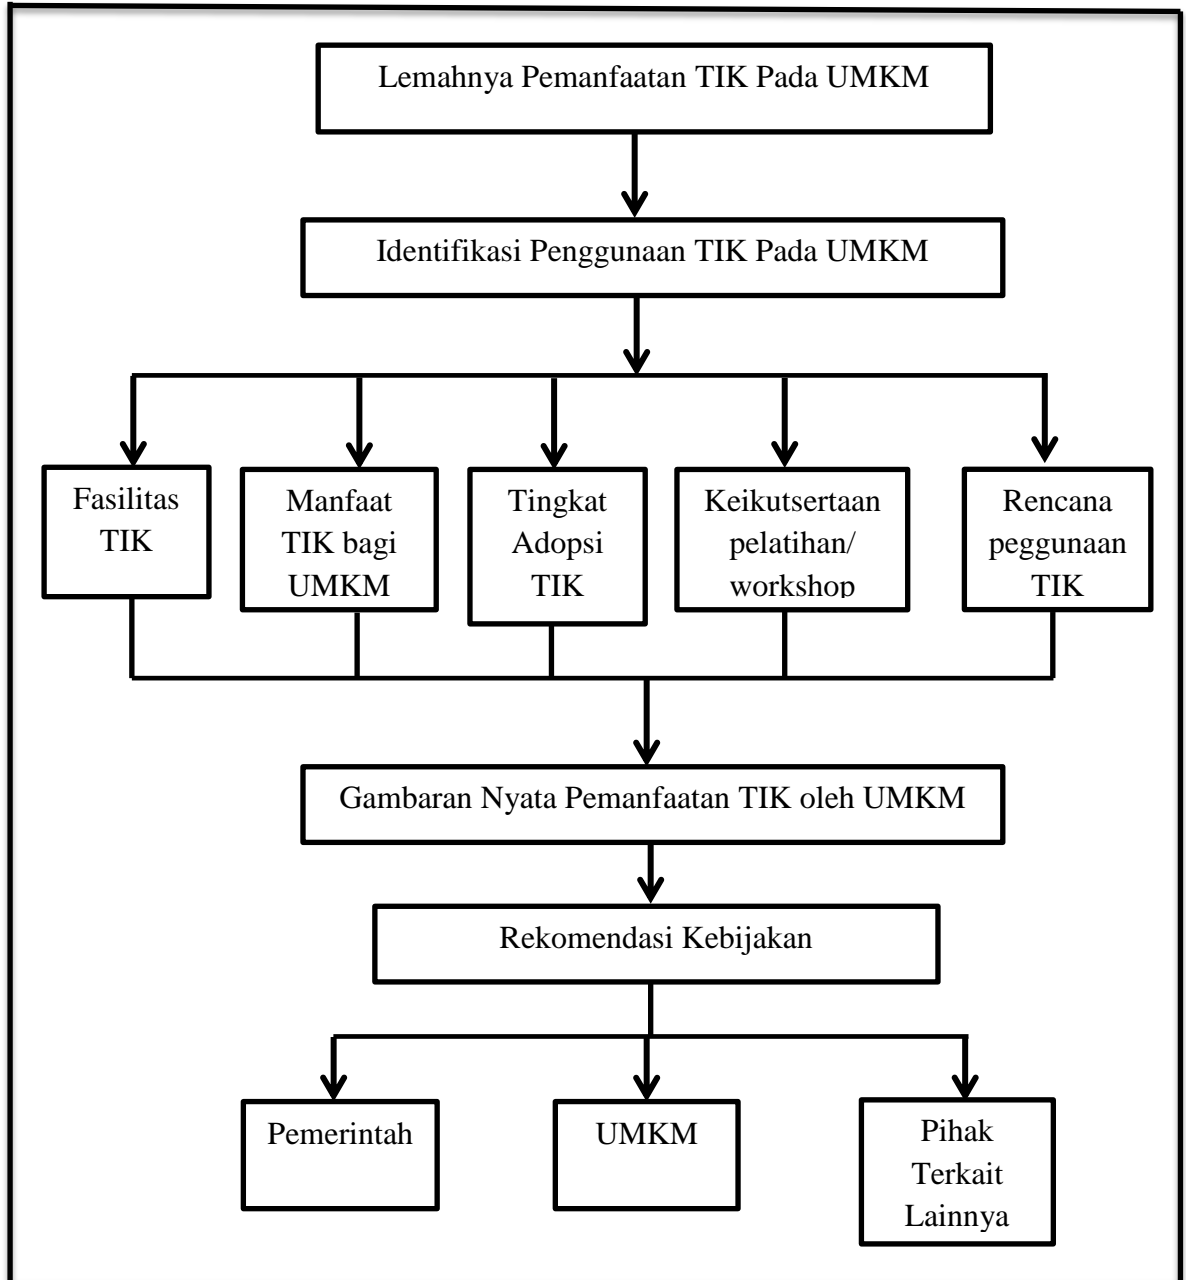 Lemahnya Pemanfaatan TIK Pada UMKM
Identifikasi Penggunaan TIK Pada UMKM
Fasilitas
TIK
Manfaat
TIK bagi
UMKM
Tingkat
Adopsi
TIK
Keikutsertaan
pelatihan/
workshop
Rencana
peggunaan
TIK
Gambaran Nyata Pemanfaatan TIK oleh UMKM
Rekomendasi Kebijakan
Pemerintah
UMKM
Pihak
Terkait
Lainnya